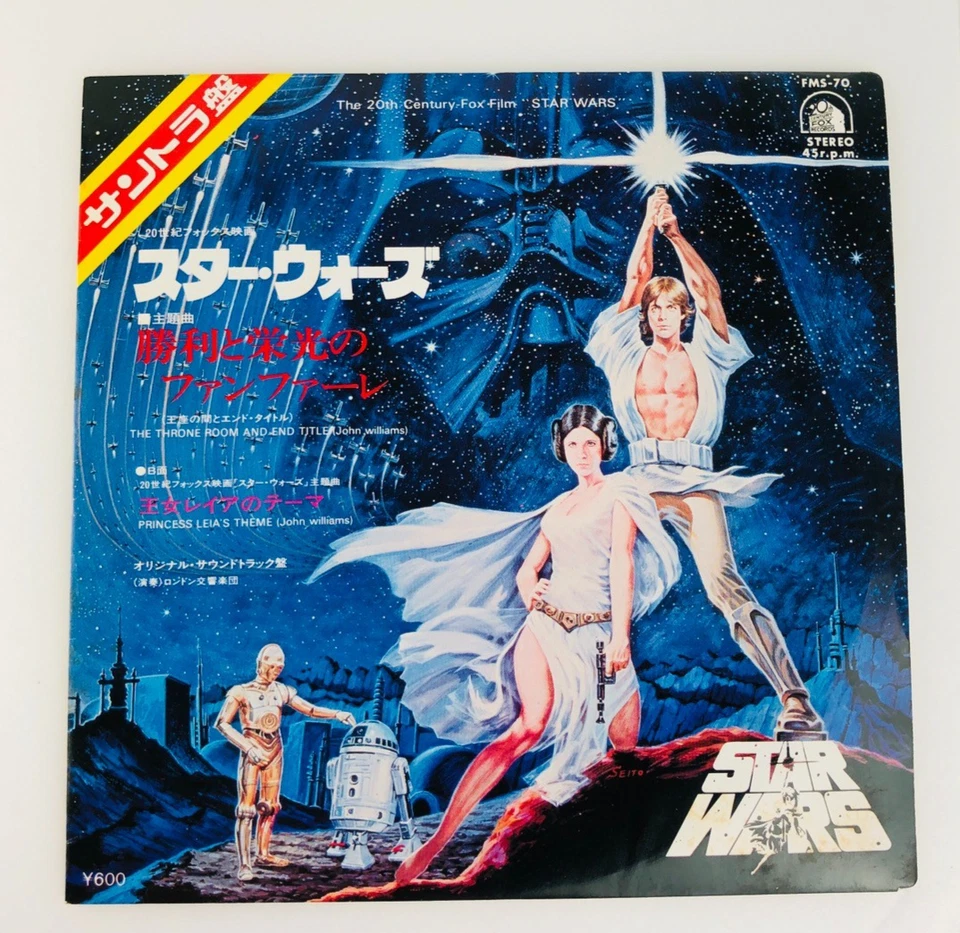 サントラ盤
The 20th Century-Fox Film "STAR WARS"
FMS-70
FOX
RECORDS
STEREO
45r.p.m.
20世紀フォックス映画
スター・ウォーズ
■主題曲
勝利と栄光の
ファンファーレ
(王座の間とエンド・タイトル)
THE THRONE ROOM AND END TITLE (John williams)
●B面
20世紀フォックス映画「スター・ウォーズ」主題曲
王女レイアのテーマ
PRINCESS LEIA'S THEME (John williams)
オリジナル・サウンドトラック盤
(演奏)ロンドン交響楽団
SEITO
STAR
WARS
¥600